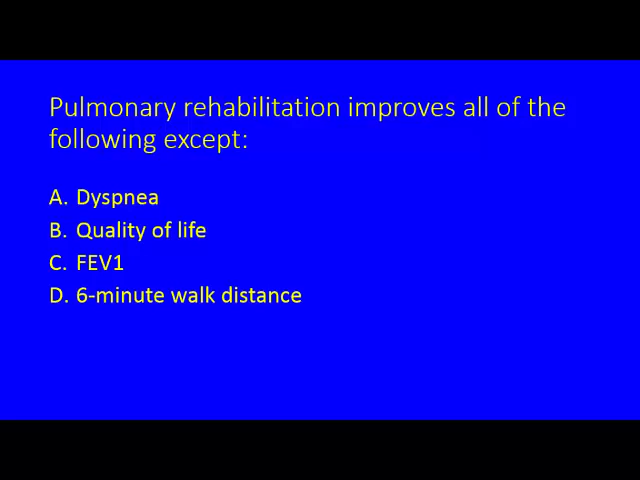 Pulmonary rehabilitation improves all of the
following except:
A. Dyspnea
B. Quality of life
C. FEV1
D. 6-minute walk distance